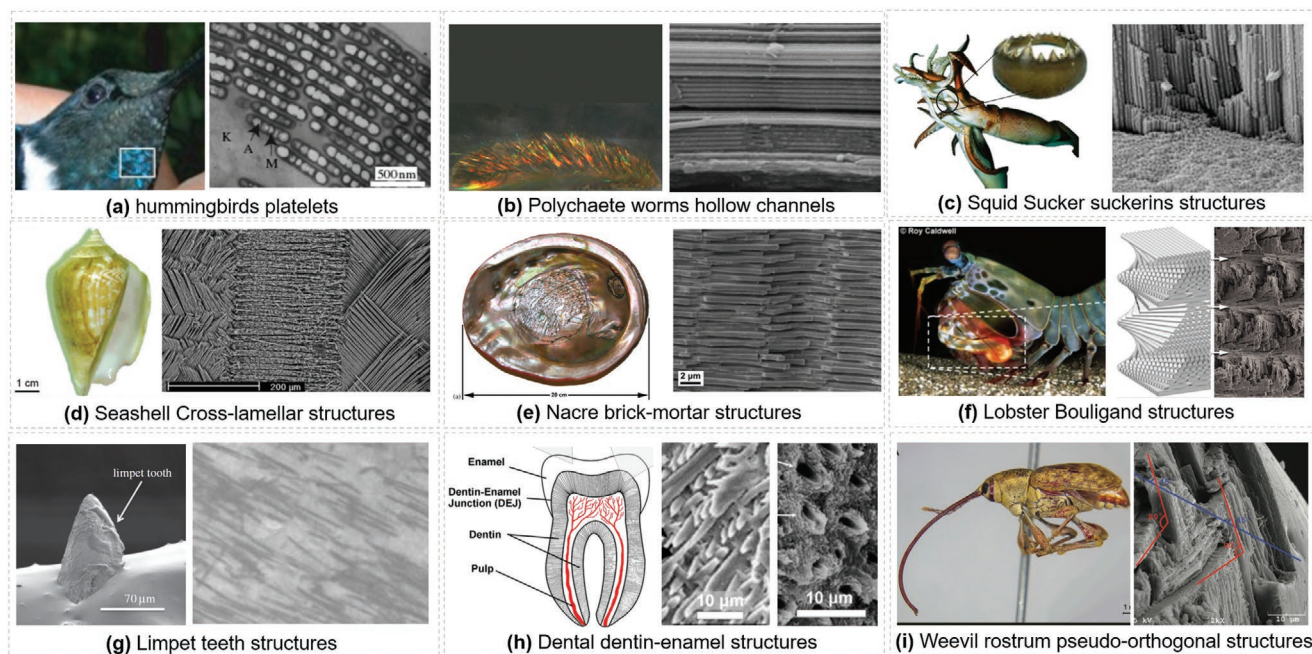 K
A
M
500nm
(a) hummingbirds platelets
(b) Polychaete worms hollow channels
(c) Squid Sucker suckerins structures
1 cm
200 µm
(d) Seashell Cross-lamellar structures
(a)
20 cm
2 µm
(e) Nacre brick-mortar structures
© Roy Caldwell
(f) Lobster Bouligand structures
limpet tooth
70 µm
(g) Limpet teeth structures
Enamel
Dentin-Enamel
Junction (DEJ)
Dentin
Pulp
10 µm
10 µm
(h) Dental dentin-enamel structures
5 kV
2kX
10 µm
(i) Weevil rostrum pseudo-orthogonal structures